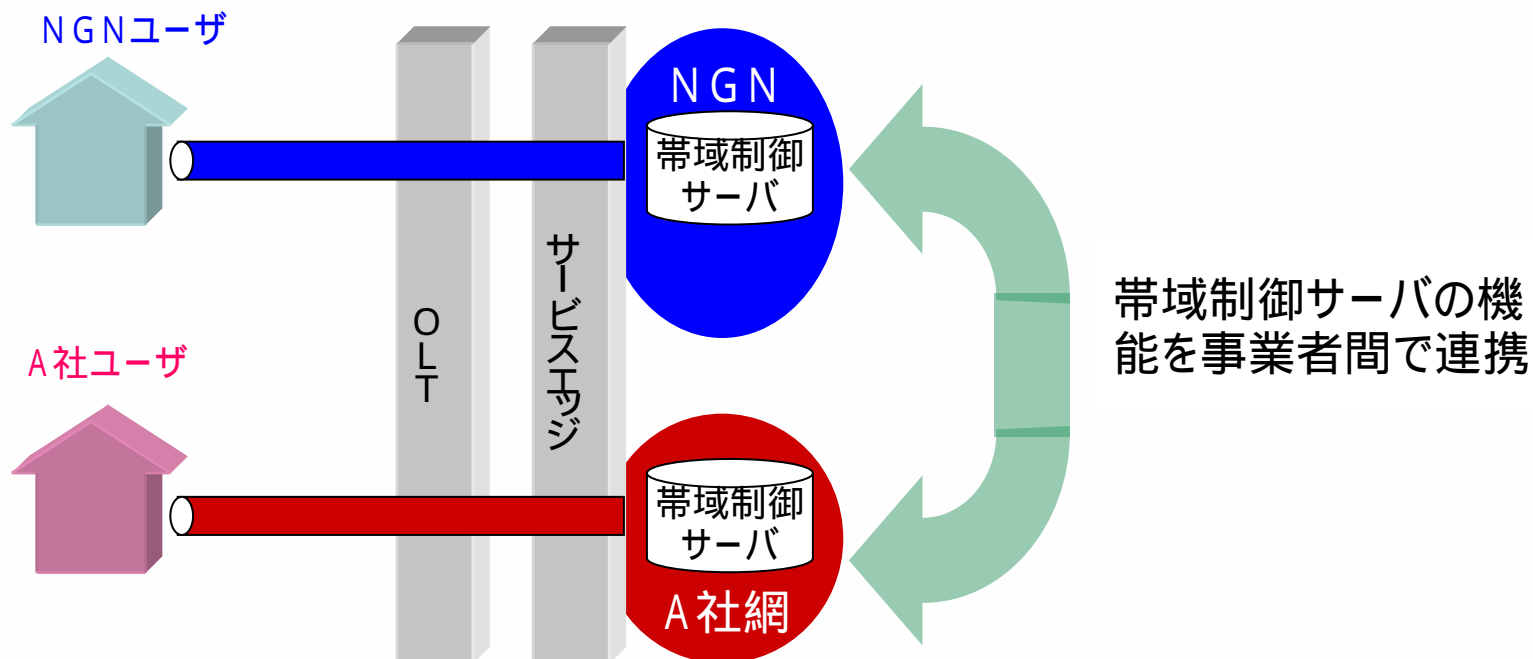 ＮＧＮユーザ
ＮＧＮ
帯域制御
サーバ
サービスエッジ
ＯＬＴ
帯域制御サーバの機
能を事業者間で連携
Ａ社ユーザ
帯域制御
サーバ
Ａ社網